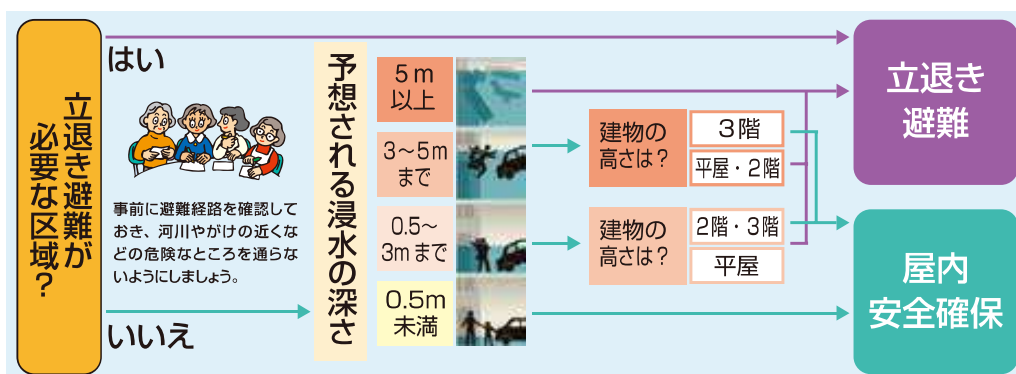 立退き避難が
必要な区域?
はい
事前に避難経路を確認して
おき、河川やがけの近くな
どの危険なところを通らな
いようにしましょう。
いいえ
予想される浸水の深さ
5m
以上
3〜5m
まで
0.5〜
3mまで
0.5m
未満
建物の
高さは?
3階
平屋・2階
建物の
高さは?
2階・3階
平屋
立退き
避難
屋内
安全確保